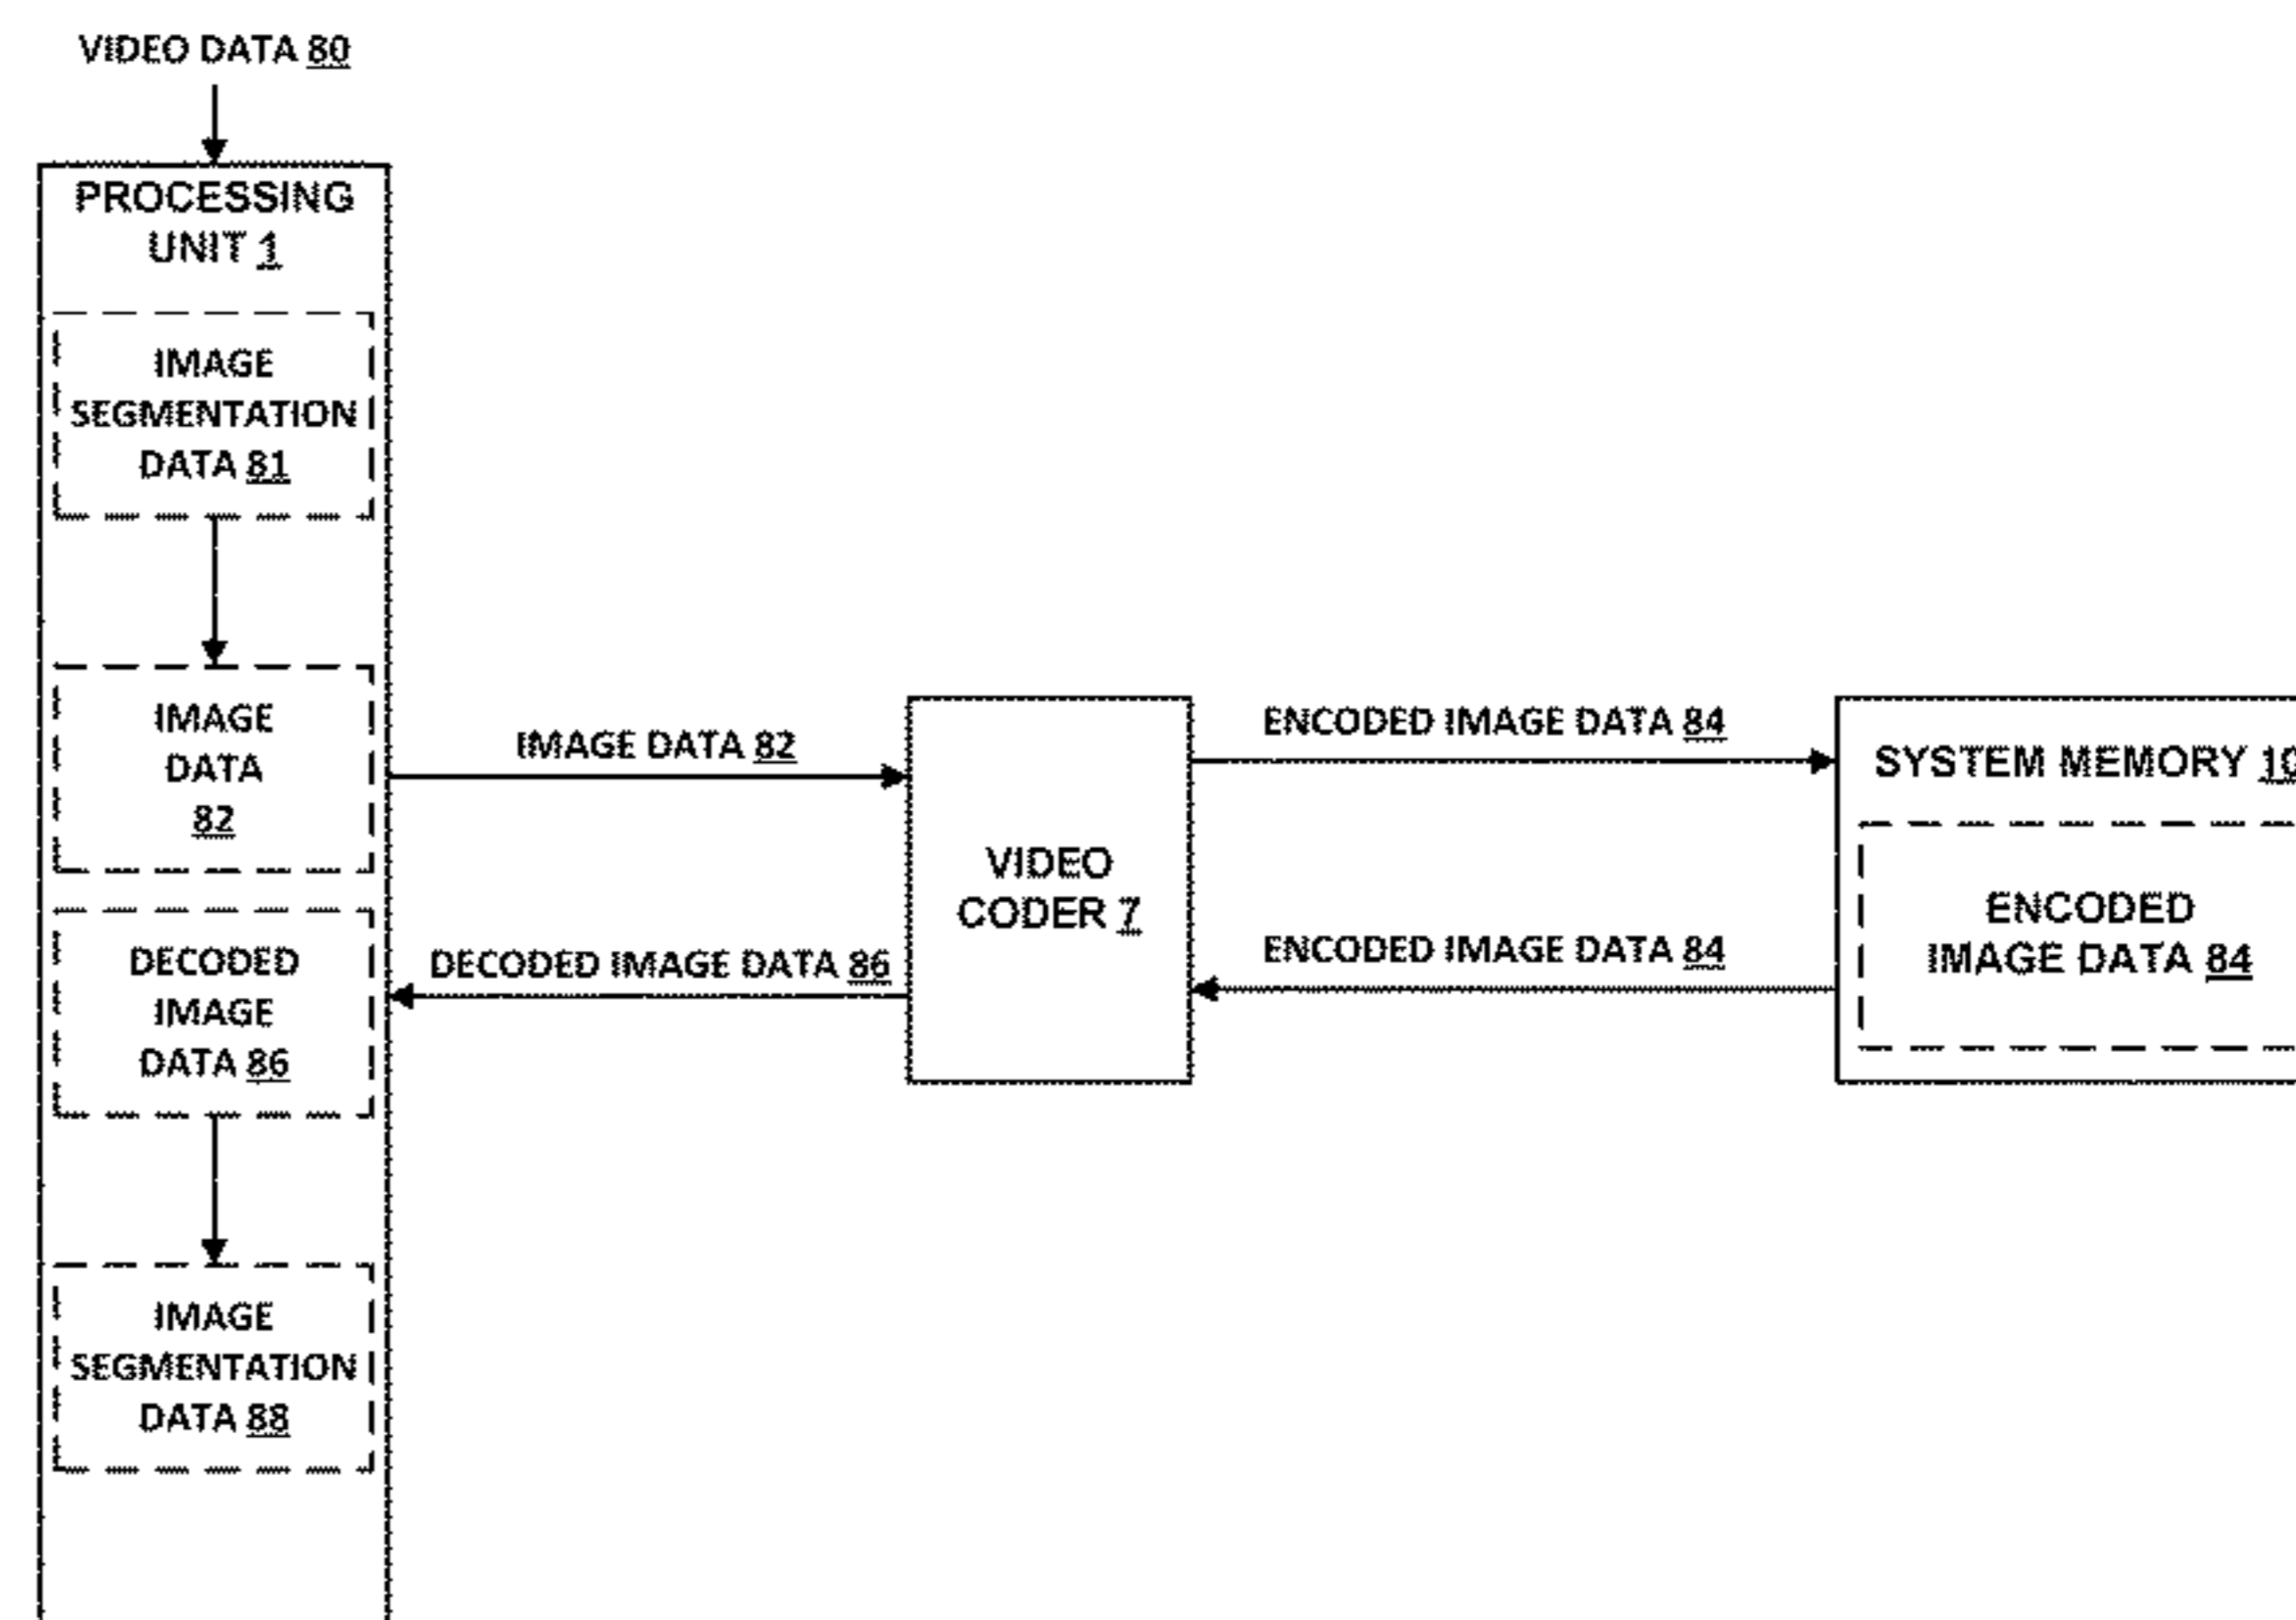 VIDEO DATA 80
PROCESSING
UNIT 1
IMAGE
SEGMENTATION
DATA 81
IMAGE
DATA
82
IMAGE DATA 82
DECODED
IMAGE
DATA 86
DECODED IMAGE DATA 86
IMAGE
SEGMENTATION
DATA 88
VIDEO
CODER 7
ENCODED IMAGE DATA 84
ENCODED IMAGE DATA 84
SYSTEM MEMORY 10
ENCODED
IMAGE DATA 84